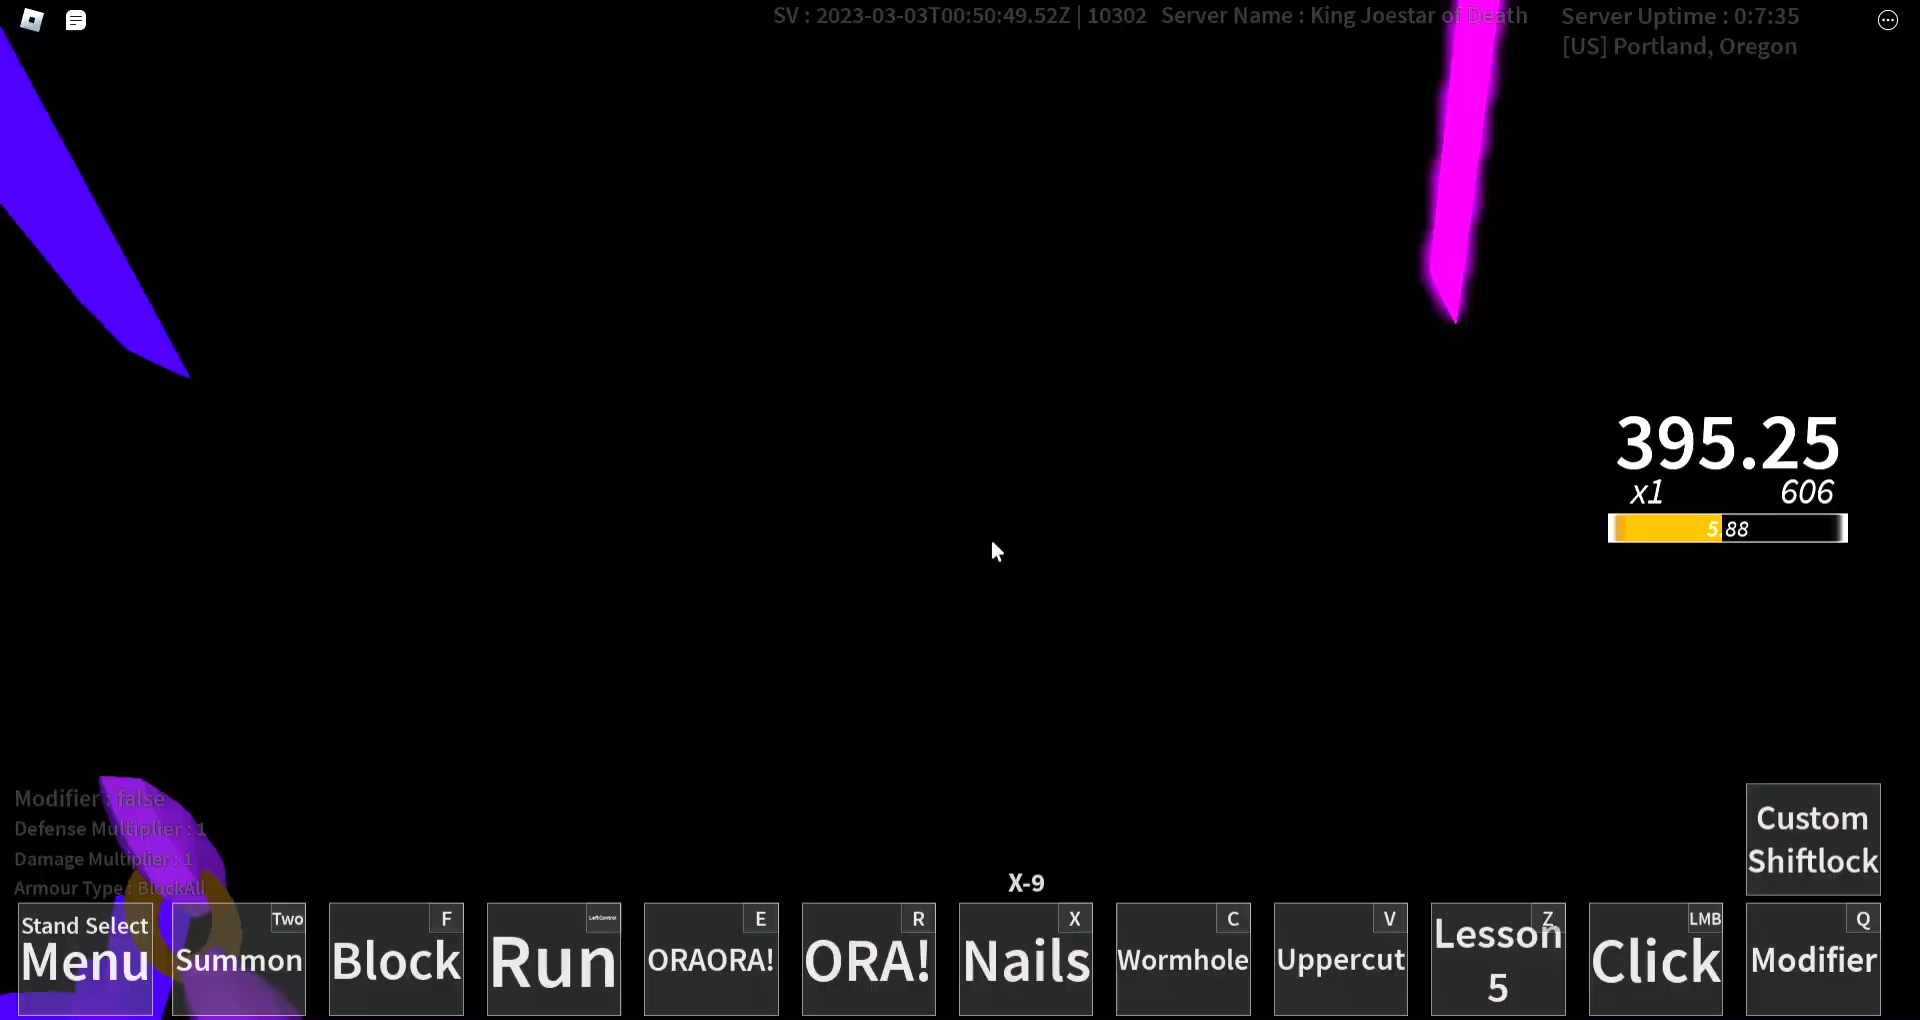 SV : 2023-03-03T00:50:49.52Z | 10302 Server Name : King Joestar of Death Server Uptime : 0:7:35
[US] Portland, Oregon
395.25
x1 606
5.88
Modifier : false
Defense Multiplier : 1
Damage Multiplier : 1
Armour Type : BlockAll
Custom
Shiftlock
X-9
Stand Select
Menu
Two
Summon
F
Block
LeftControl
Run
E
ORAORA!
R
ORA!
X
Nails
C
Wormhole
V
Uppercut
Z
Lesson
5
LMB
Click
Q
Modifier